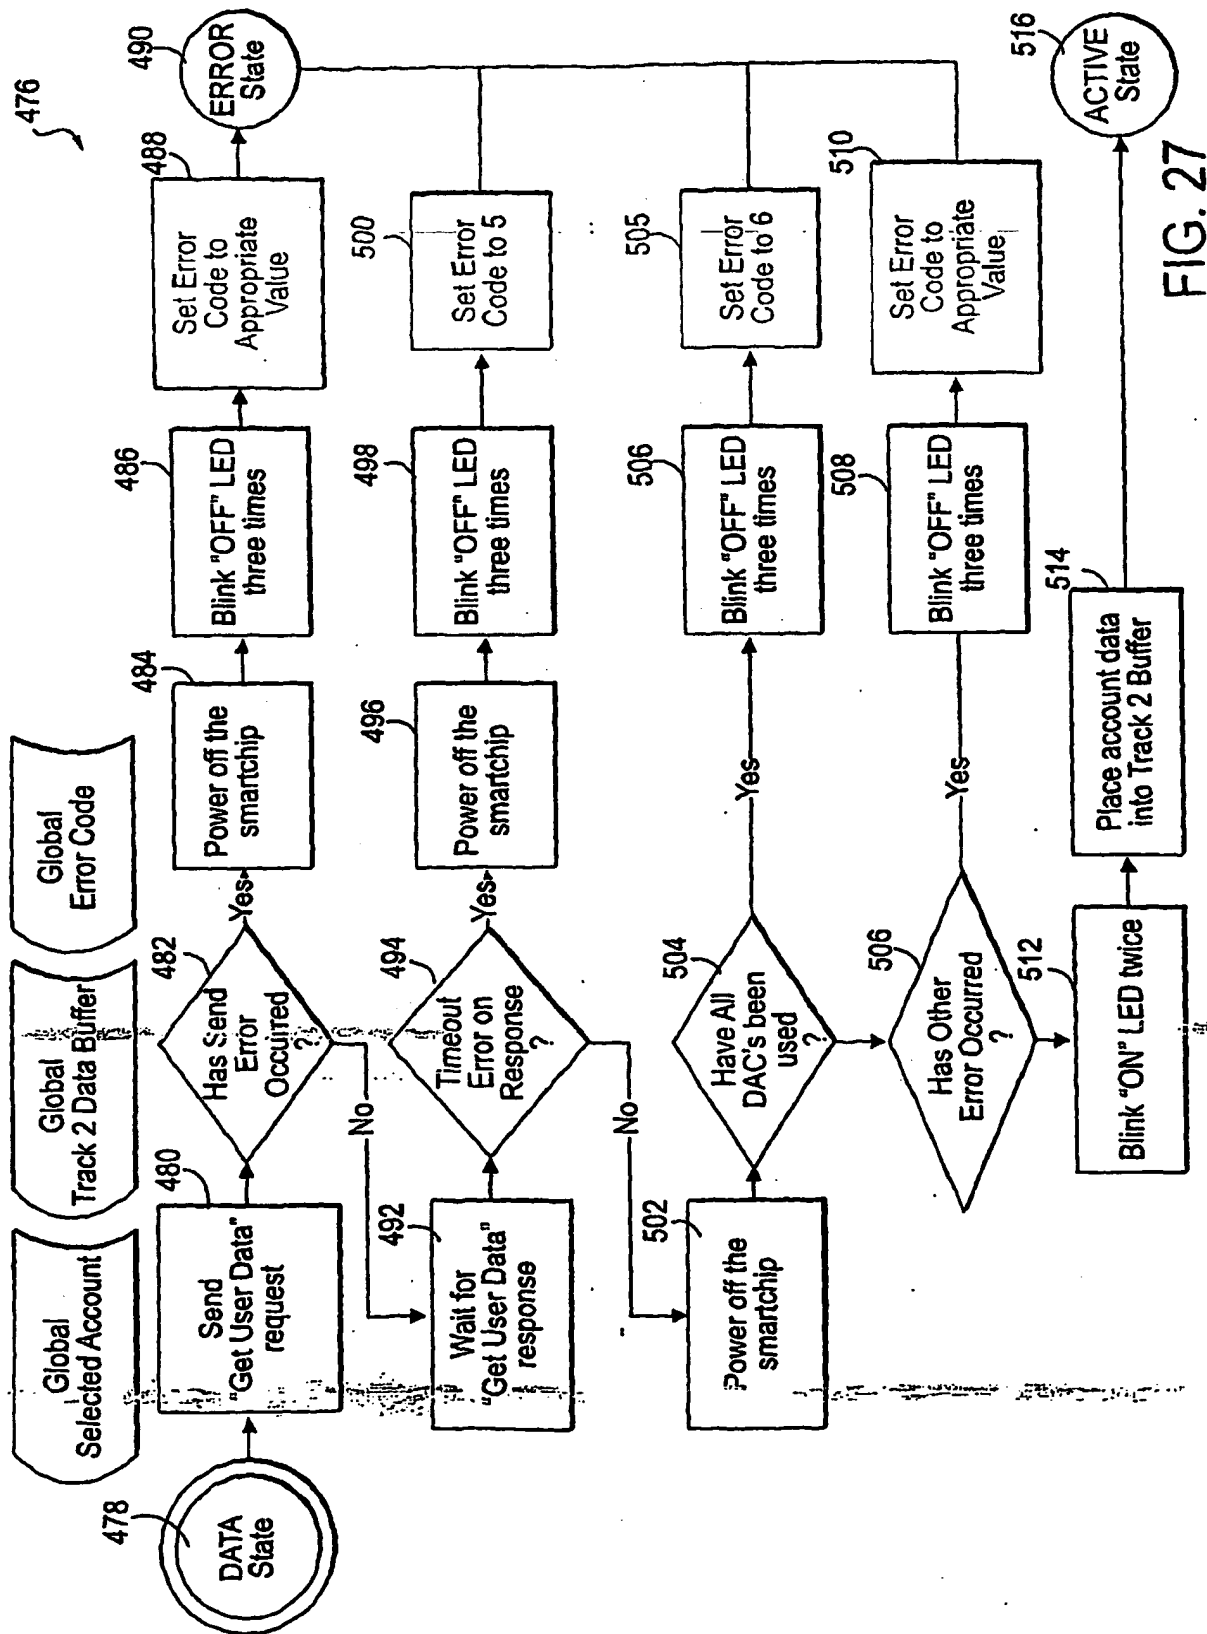 476
Global
Selected Account
Global
Track 2 Data Buffer
Global
Error Code
478
DATA
State
480
Send
"Get User Data"
request
482
Has Send
Error
Occurred
?
Yes
No
484
Power off the
smartchip
486
Blink "OFF" LED
three times
488
Set Error
Code to
Appropriate
Value
490
ERROR
State
492
Wait for
"Get User Data"
response
494
Timeout
Error on
Response
?
Yes
No
496
Power off the
smartchip
498
Blink "OFF" LED
three times
500
Set Error
Code to 5
502
Power off the
smartchip
504
Have All
DAC's been
used
?
Yes
506
Blink "OFF" LED
three times
505
Set Error
Code to 6
506
Has Other
Error Occurred
?
Yes
508
Blink "OFF" LED
three times
510
Set Error
Code to
Appropriate
Value
512
Blink "ON" LED twice
514
Place account data
into Track 2 Buffer
516
ACTIVE
State
FIG. 27